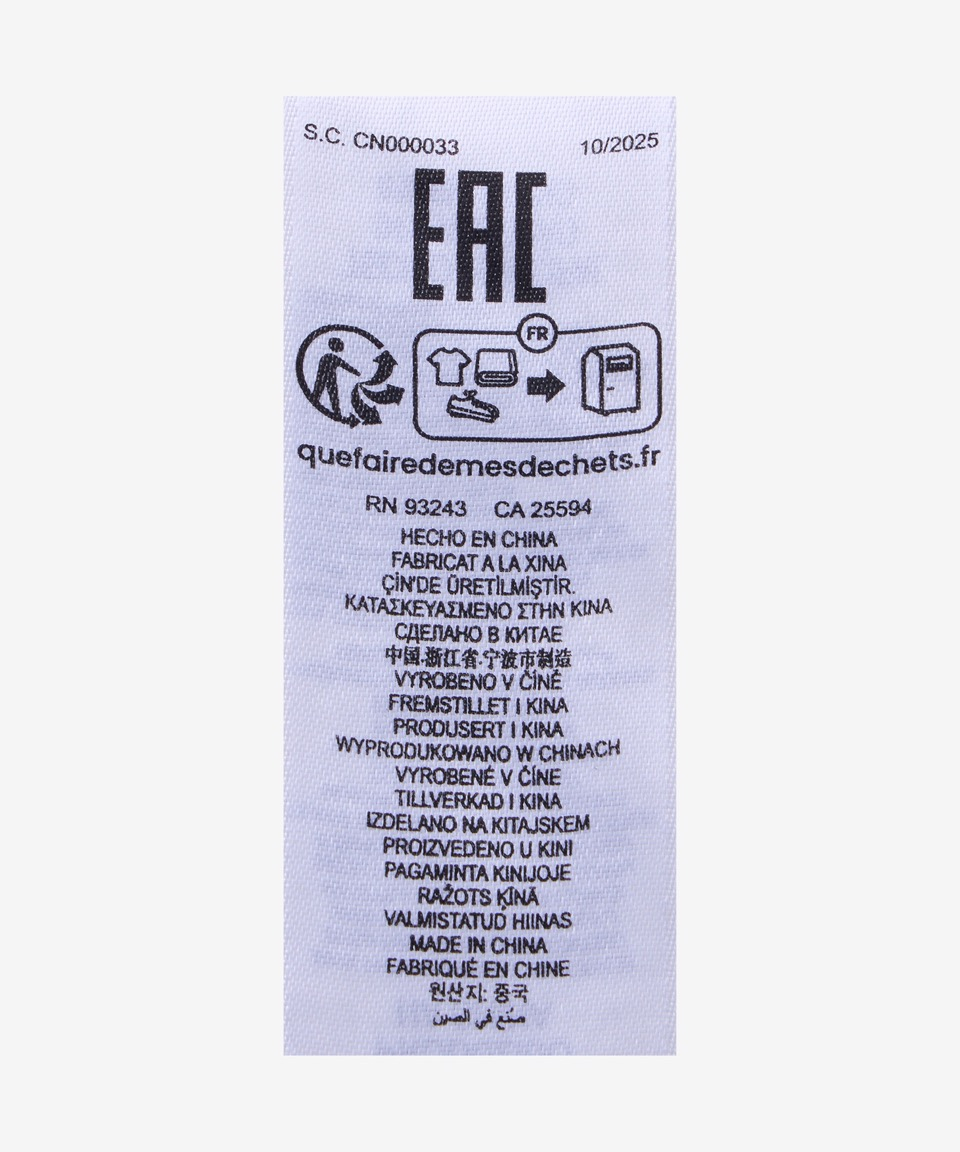 S.C. CN000033 10/2025
EAC
FR
quefairedemesdechets.fr
RN 93243 CA 25594
HECHO EN CHINA
FABRICAT A LA XINA
ÇİN'DE ÜRETİLMİŞTİR.
ΚΑΤΑΣΚΕΥΑΣΜΕΝΟ ΣΤΗΝ ΚΙΝΑ
СДЕЛАНО В КИТАЕ
中国.浙江省.宁波市制造
VYROBENO V ČÍNĚ
FREMSTILLET I KINA
PRODUSERT I KINA
WYPRODUKOWANO W CHINACH
VYROBENÉ V ČÍNE
TILLVERKAD I KINA
IZDELANO NA KITAJSKEM
PROIZVEDENO U KINI
PAGAMINTA KINIJOJE
RAŽOTS ĶĪNĀ
VALMISTATUD HIINAS
MADE IN CHINA
FABRIQUÉ EN CHINE
원산지: 중국
صُنع في الصين